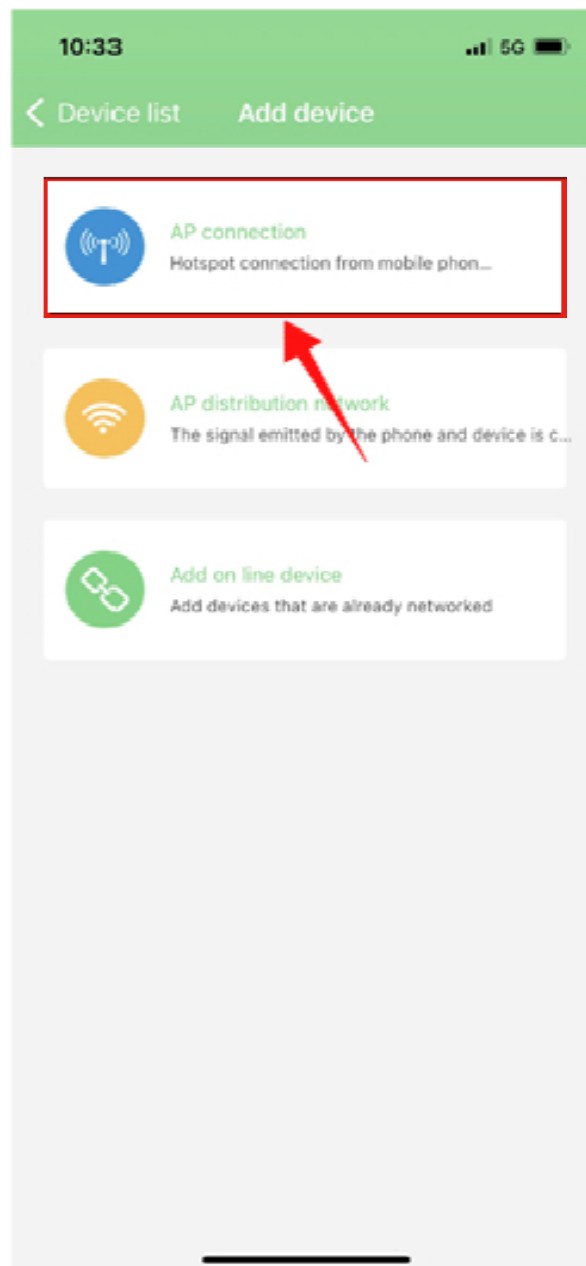 10:33
5G
Device list
Add device
AP connection
Hotspot connection from mobile phon...
AP distribution network
The signal emitted by the phone and device is c...
Add on line device
Add devices that are already networked